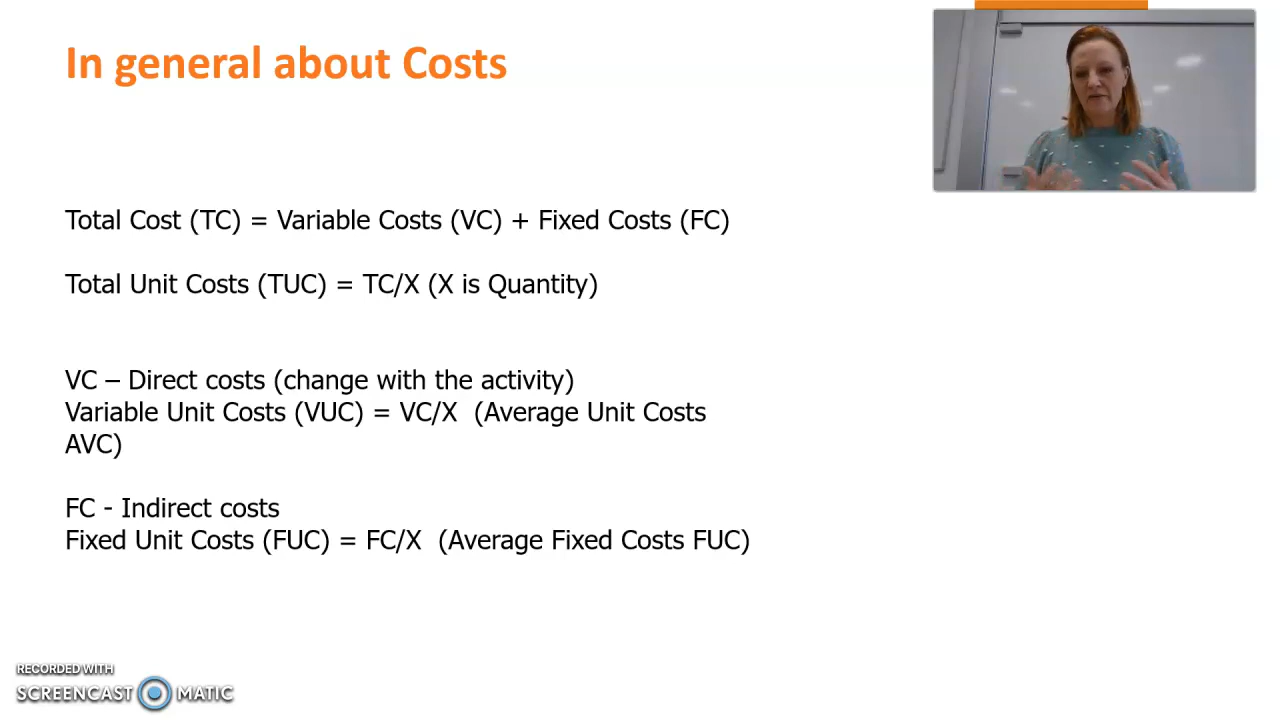 In general about Costs
Total Cost (TC) = Variable Costs (VC) + Fixed Costs (FC)
Total Unit Costs (TUC) = TC/X (X is Quantity)
VC – Direct costs (change with the activity)
Variable Unit Costs (VUC) = VC/X  (Average Unit Costs
AVC)
FC - Indirect costs
Fixed Unit Costs (FUC) = FC/X  (Average Fixed Costs FUC)
RECORDED WITH
SCREENCAST MATIC